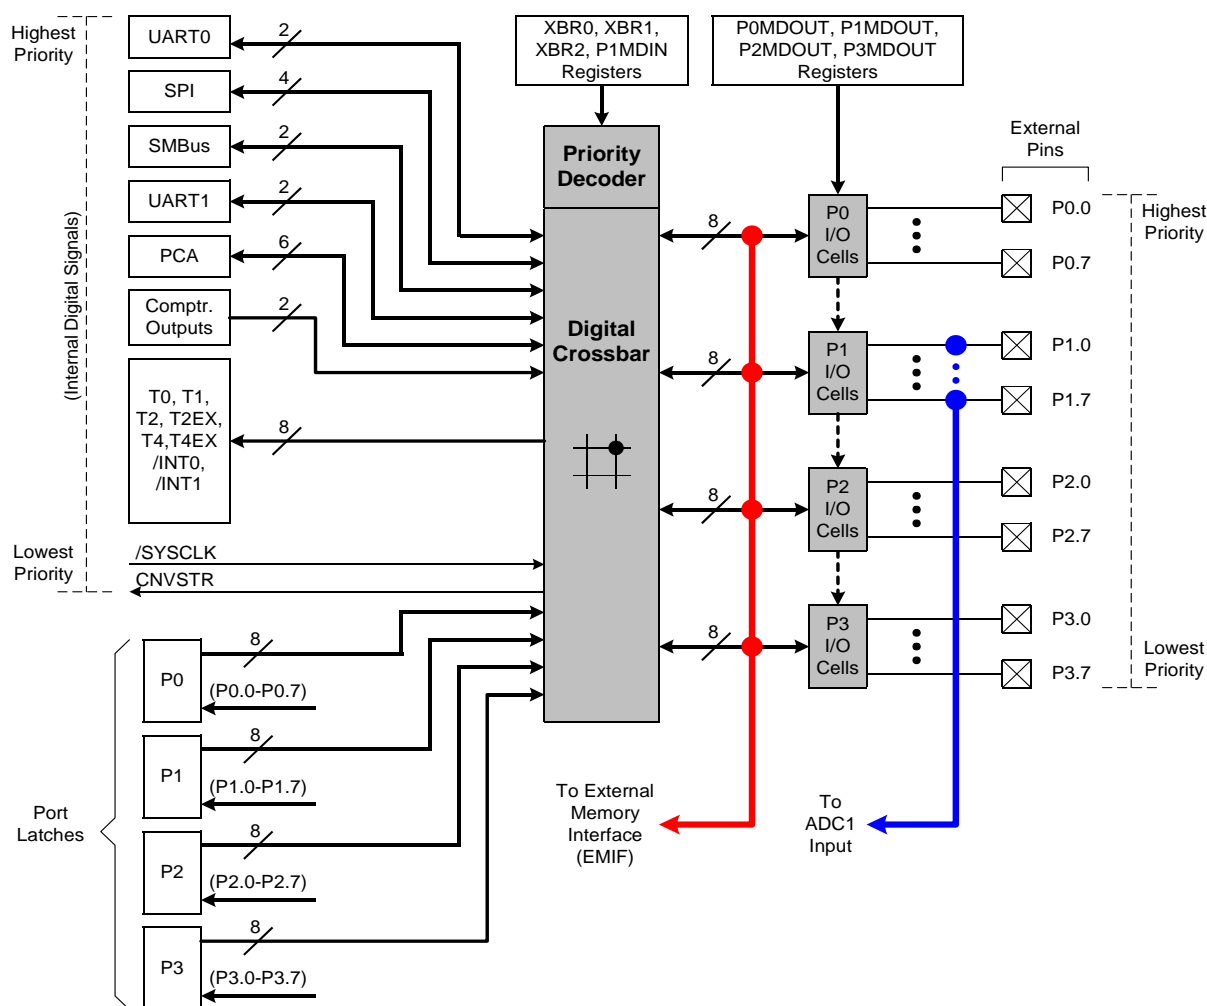 Highest
Priority
(Internal Digital Signals)
Lowest
Priority
UART0
2
SPI
4
SMBus
2
UART1
2
PCA
6
Comptr.
Outputs
2
T0, T1,
T2, T2EX,
T4,T4EX
/INT0,
/INT1
8
/SYSCLK
CNVSTR
Port
Latches
P0
8
(P0.0-P0.7)
P1
8
(P1.0-P1.7)
P2
8
(P2.0-P2.7)
P3
8
(P3.0-P3.7)
XBR0, XBR1,
XBR2, P1MDIN
Registers
Priority
Decoder
Digital
Crossbar
P0MDOUT, P1MDOUT,
P2MDOUT, P3MDOUT
Registers
External
Pins
8
P0
I/O
Cells
P0.0
P0.7
8
P1
I/O
Cells
P1.0
P1.7
8
P2
I/O
Cells
P2.0
P2.7
8
P3
I/O
Cells
P3.0
P3.7
Highest
Priority
Lowest
Priority
To External
Memory
Interface
(EMIF)
To
ADC1
Input